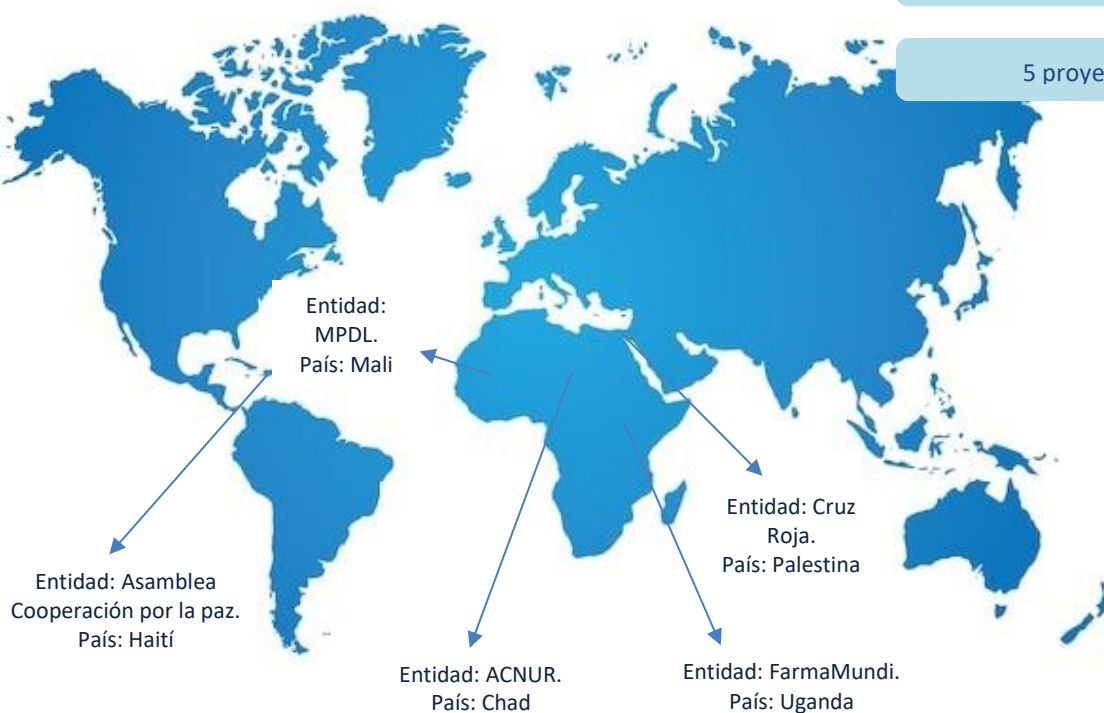 5 proye
Entidad:
MPDL.
País: Mali
Entidad: Cruz
Roja.
País: Palestina
Entidad: Asamblea
Cooperación por la paz.
País: Haití
Entidad: ACNUR.
País: Chad
Entidad: FarmaMundi.
País: Uganda